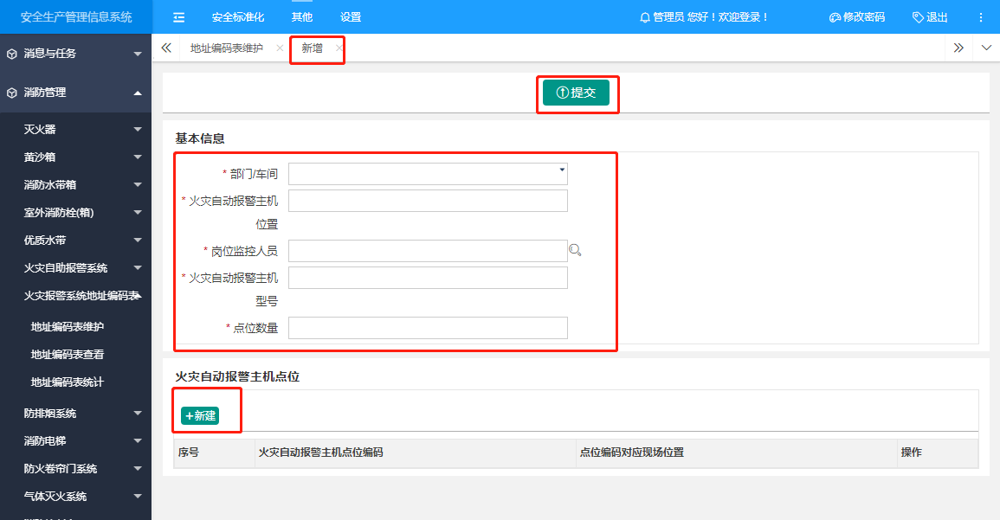 安全生产管理信息系统
安全标准化 其他 设置
管理员 您好！欢迎登录！
修改密码 退出
消息与任务
消防管理
灭火器
黄沙箱
消防水带箱
室外消防栓(箱)
优质水带
火灾自助报警系统
火灾报警系统地址编码表
地址编码表维护
地址编码表查看
地址编码表统计
防排烟系统
消防电梯
防火卷帘门系统
气体灭火系统
地址编码表维护 新增
提交
基本信息
* 部门/车间
* 火灾自动报警主机
位置
* 岗位监控人员
* 火灾自动报警主机
型号
* 点位数量
火灾自动报警主机点位
+新建
序号 火灾自动报警主机点位编码 点位编码对应现场位置 操作